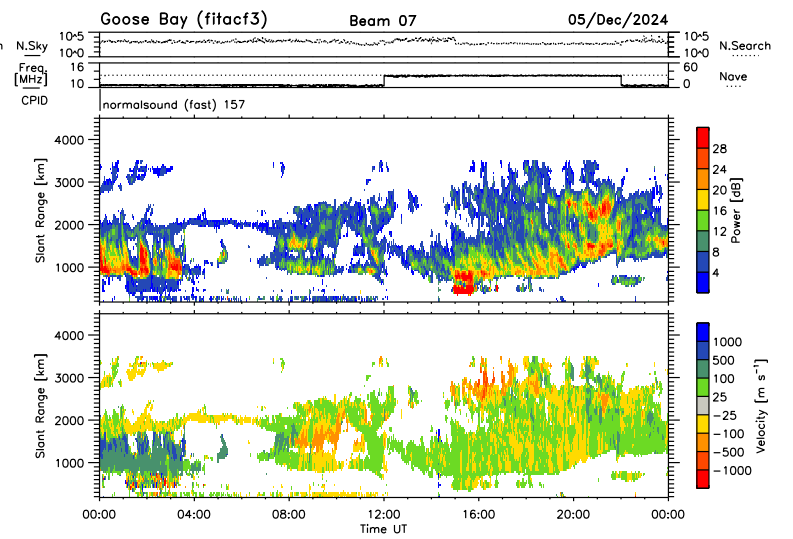 Goose Bay (fitacf3) Beam 07 05/Dec/2024
N.Sky 10^5 10^0 10^5 10^0 N.Search
Freq. [MHz] 16 10 60 0 Nave
CPID normalsound (fast) 157
Slant Range [km] 4000 3000 2000 1000
28 24 20 16 12 8 4 Power [dB]
Slant Range [km] 4000 3000 2000 1000
1000 500 100 25 −25 −100 −500 −1000 Velocity [m s⁻¹]
00:00 04:00 08:00 12:00 16:00 20:00 00:00
Time UT